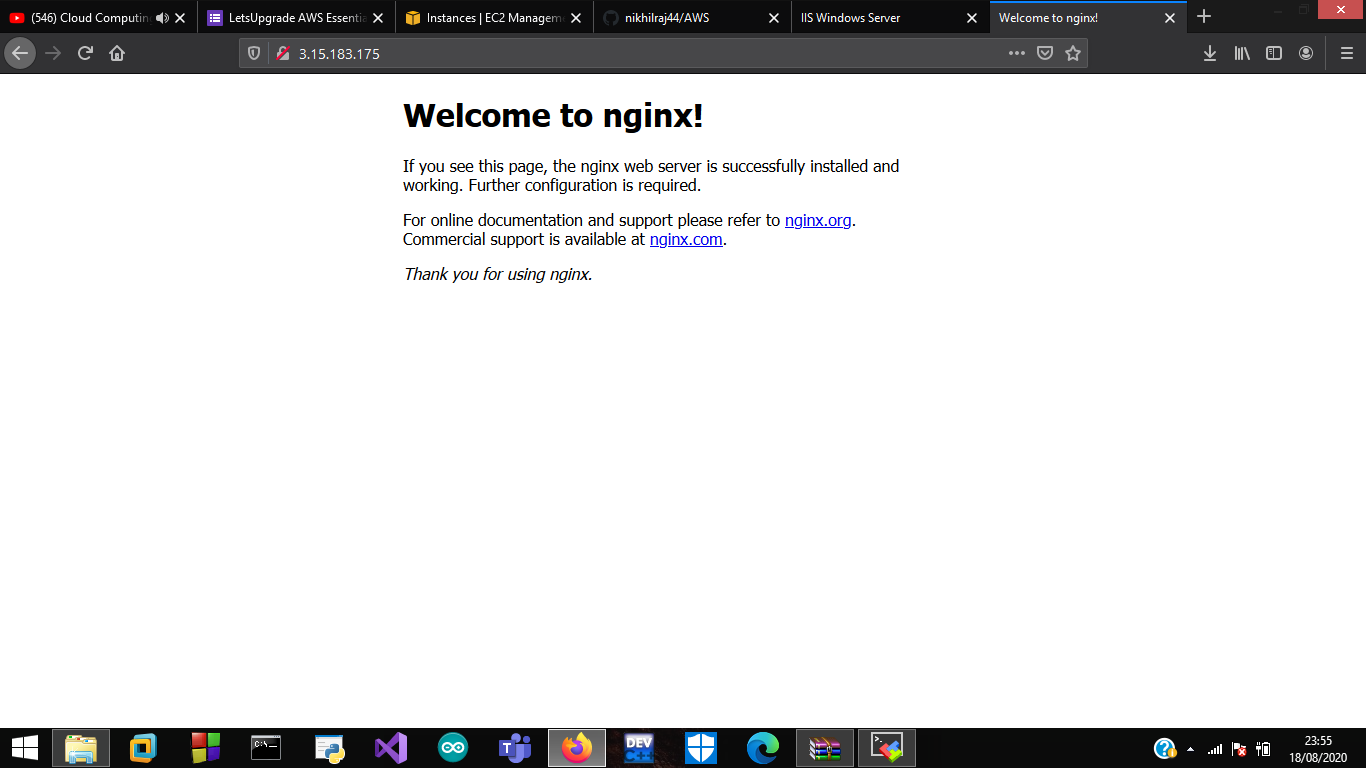 (546) Cloud Computing
LetsUpgrade AWS Essentia
Instances | EC2 Managem
nikhilraj44/AWS
IIS Windows Server
Welcome to nginx!
3.15.183.175
Welcome to nginx!
If you see this page, the nginx web server is successfully installed and
working. Further configuration is required.
For online documentation and support please refer to nginx.org.
Commercial support is available at nginx.com.
Thank you for using nginx.
C:\_
DEV
C++
23:55
18/08/2020